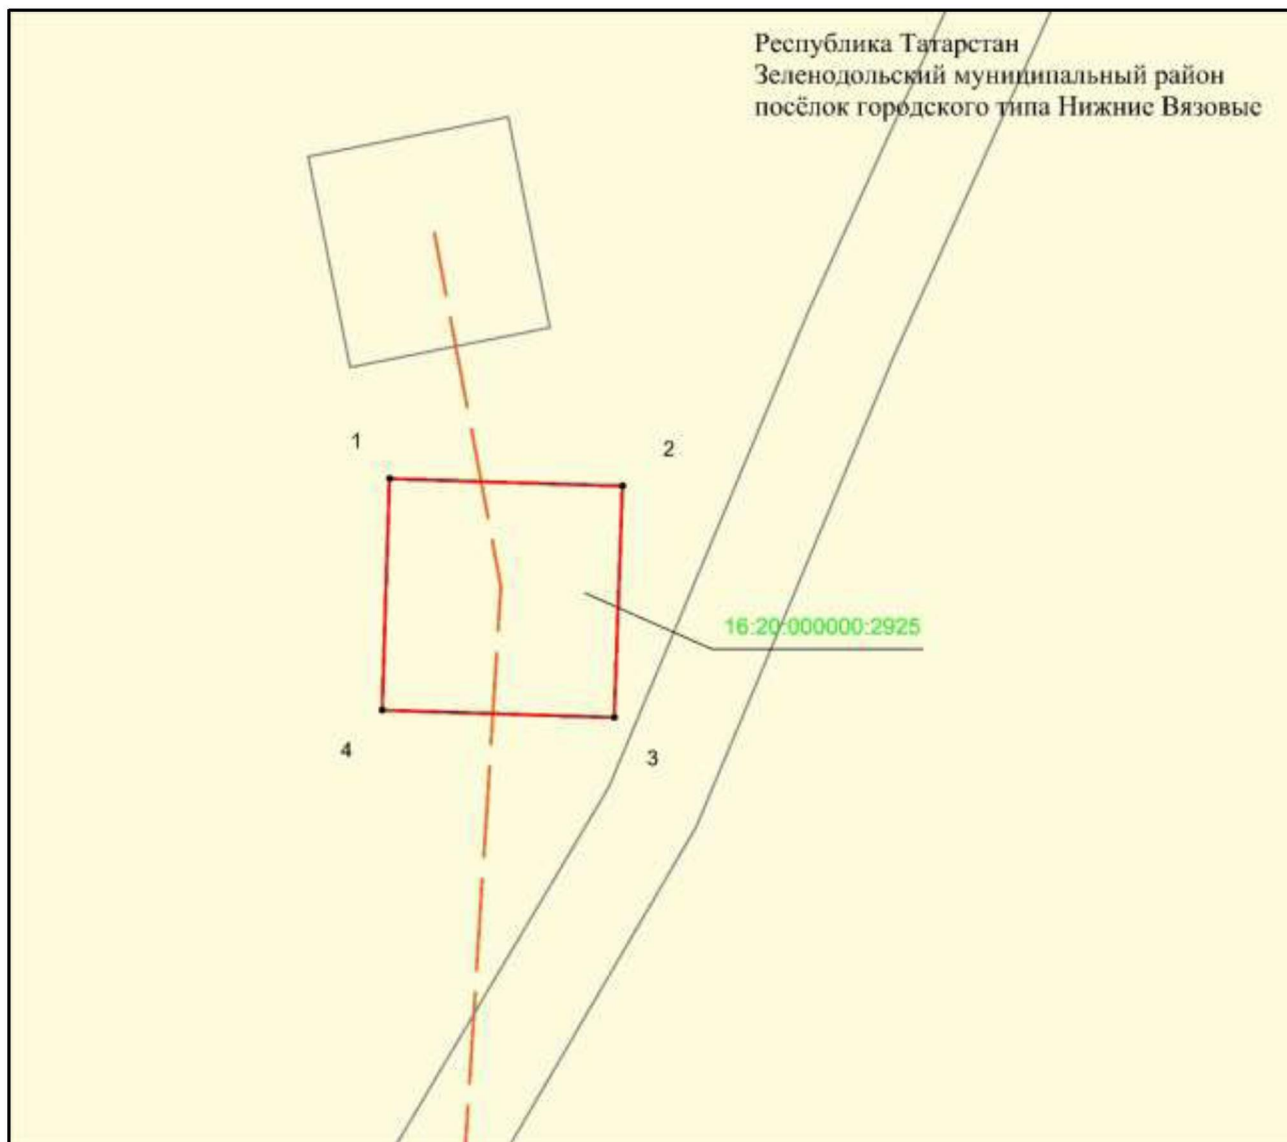 Республика Татарстан
Зеленодольский муниципальный район
посёлок городского типа Нижние Вязовые
1
2
16:20:000000:2925
4
3